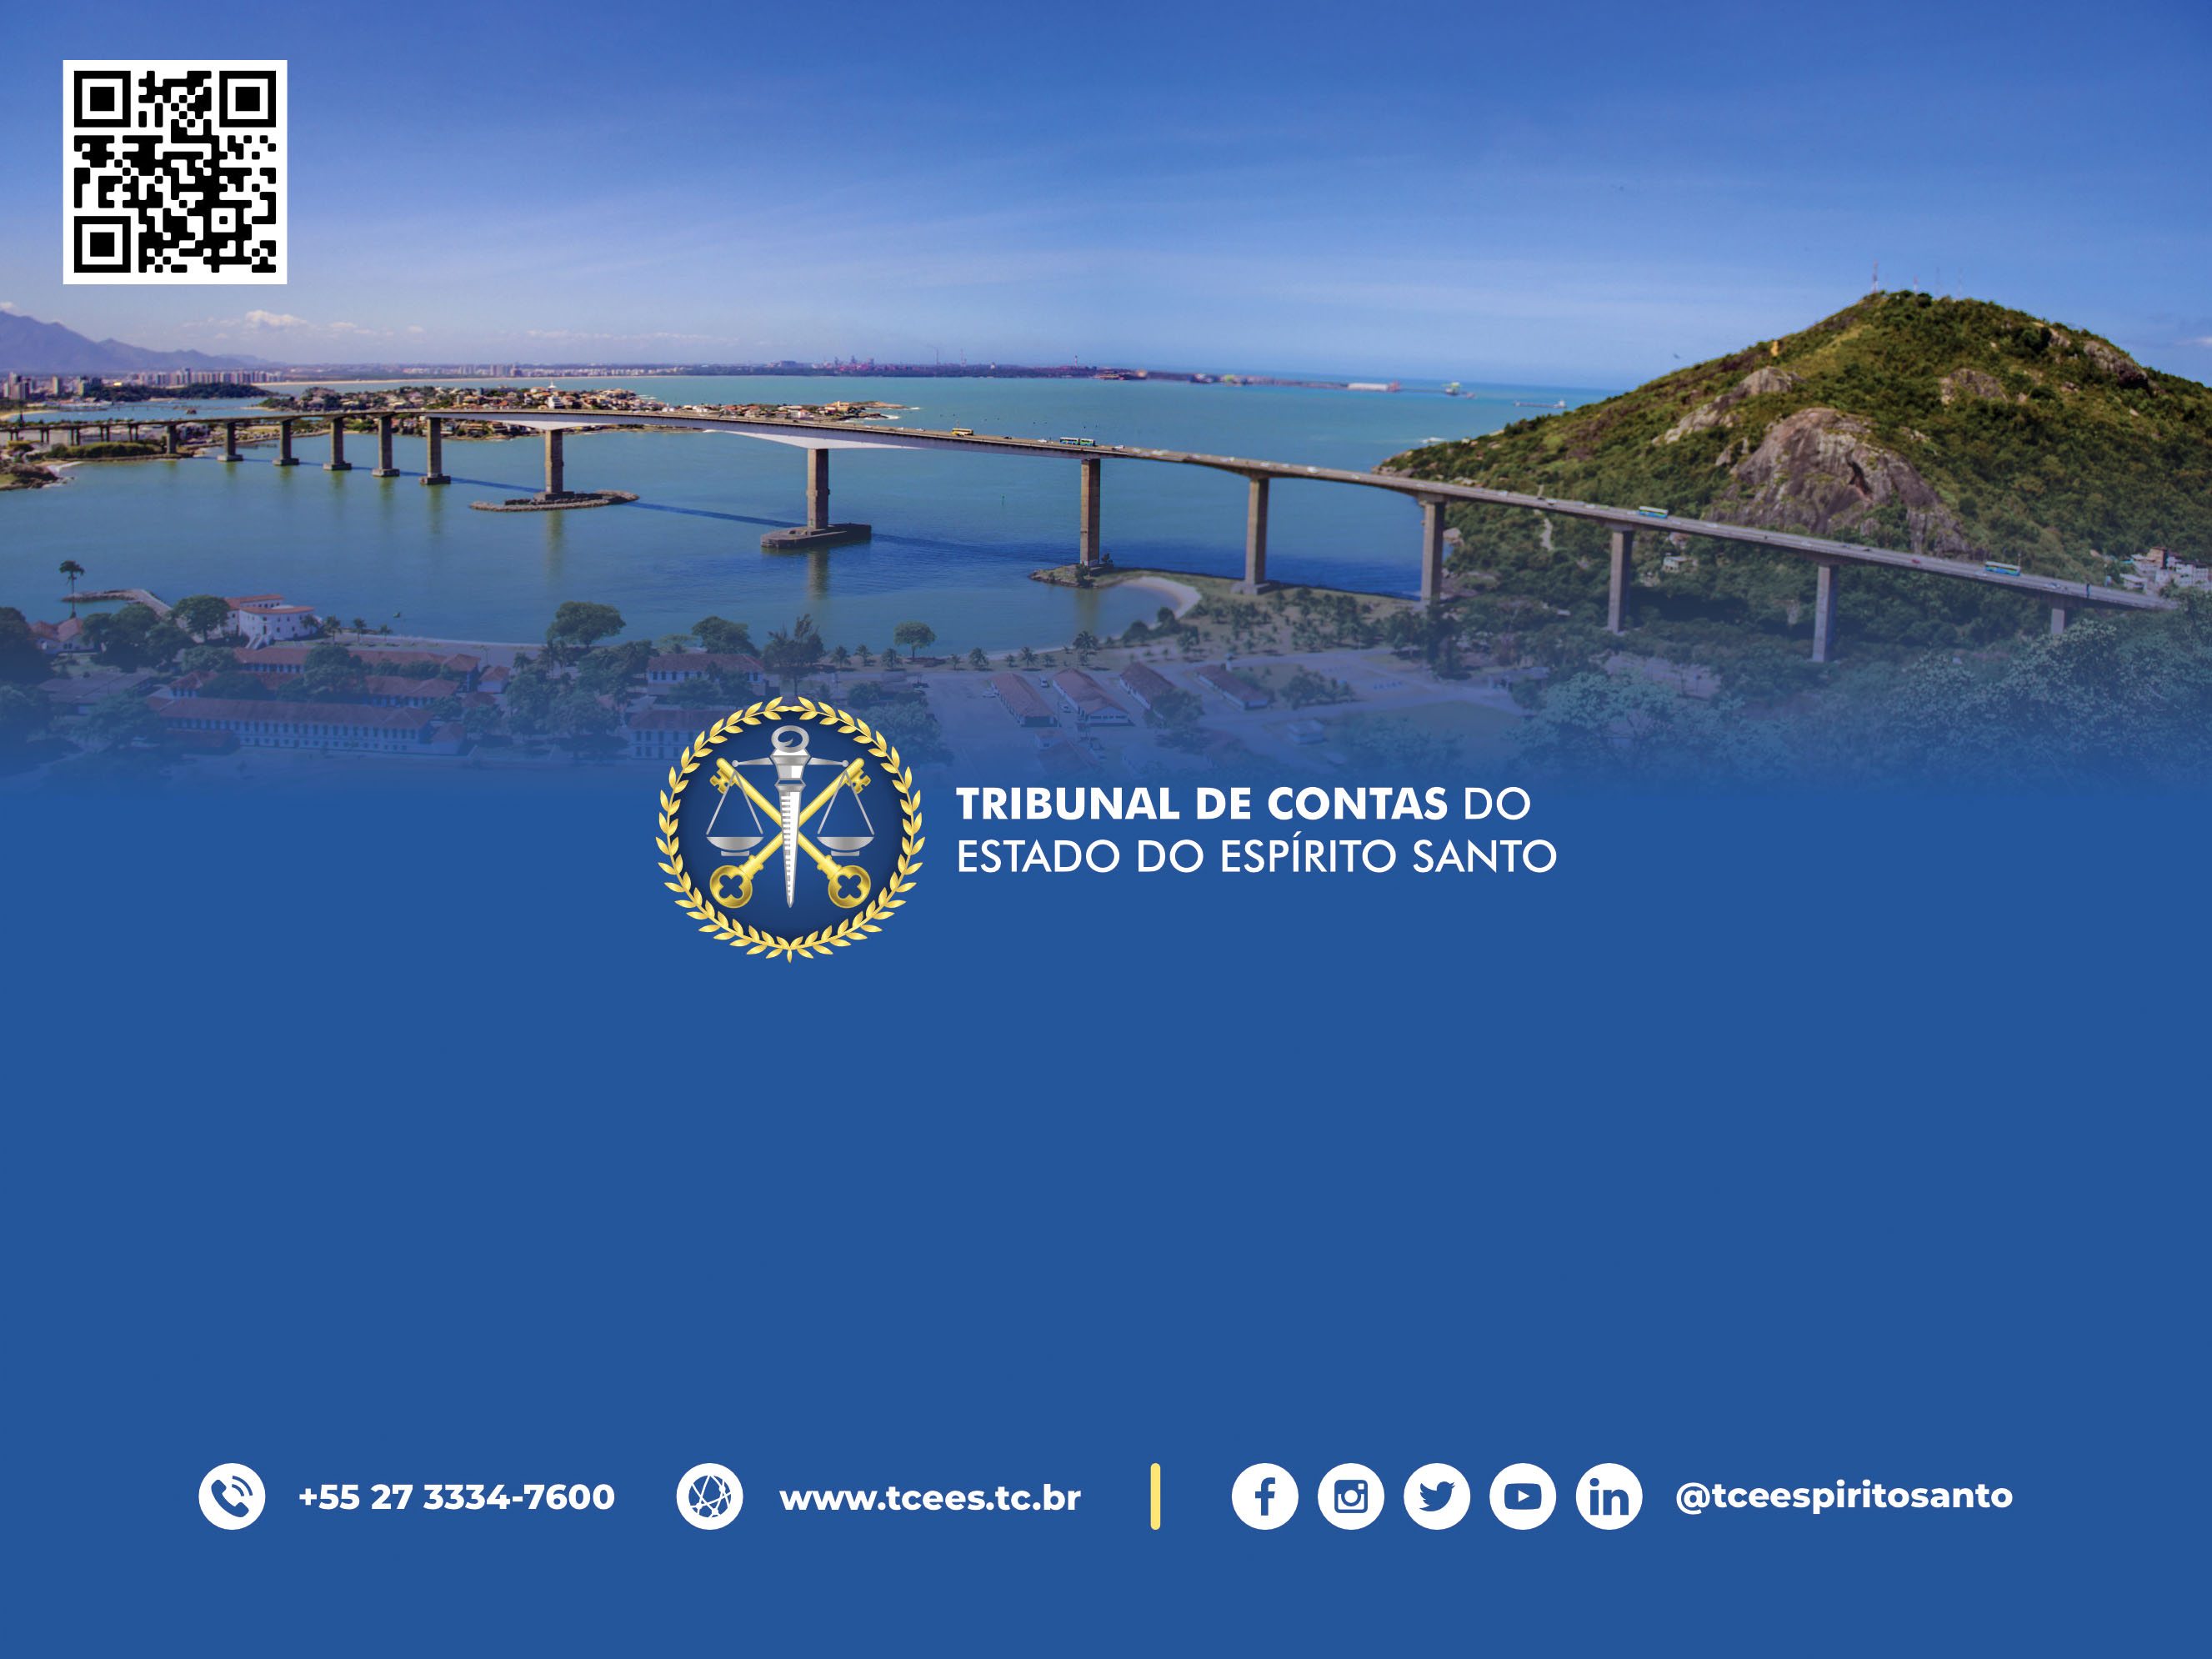 TRIBUNAL DE CONTAS DO
ESTADO DO ESPÍRITO SANTO
+55 27 3334-7600
www.tcees.tc.br
@tceespiritosanto